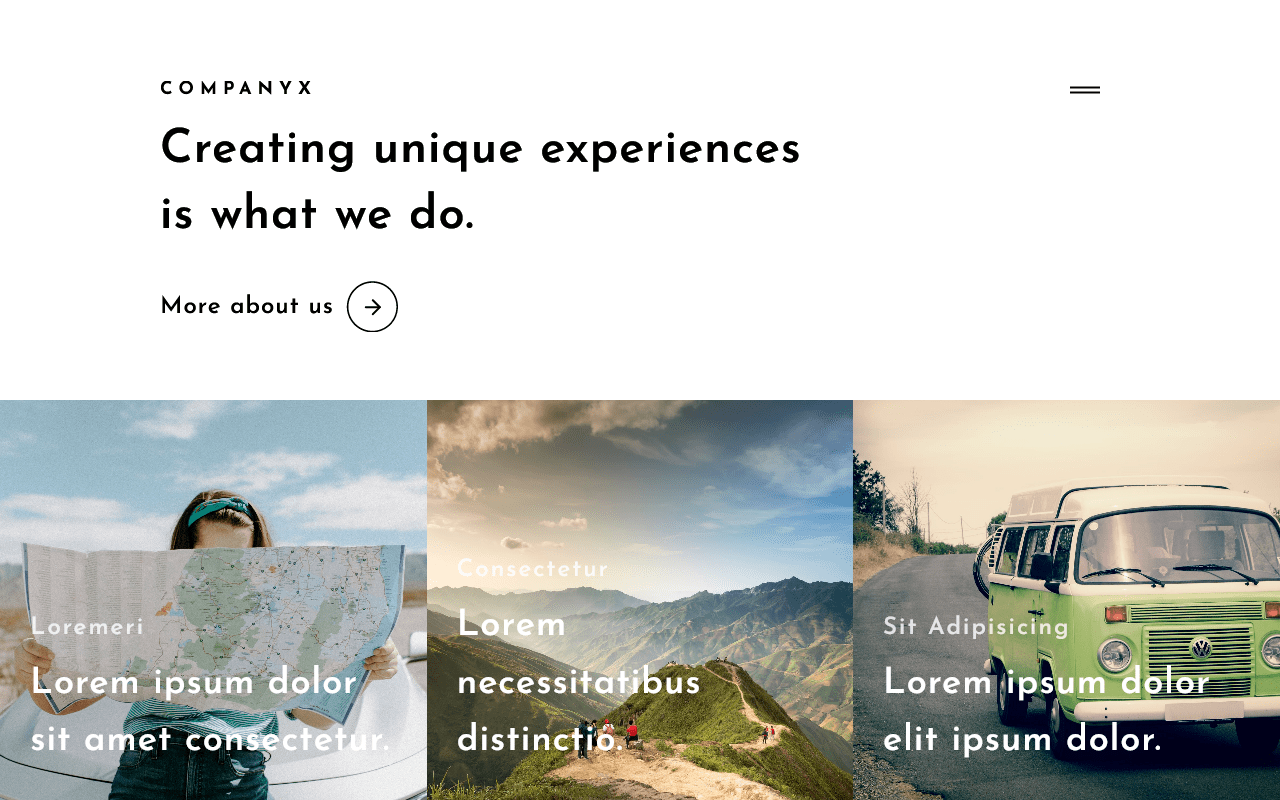 COMPANYX
Creating unique experiences
is what we do.
More about us
Loremeri
Lorem ipsum dolor
sit amet consectetur.
Consectetur
Lorem
necessitatibus
distinctio.
Sit Adipisicing
Lorem ipsum dolor
elit ipsum dolor.